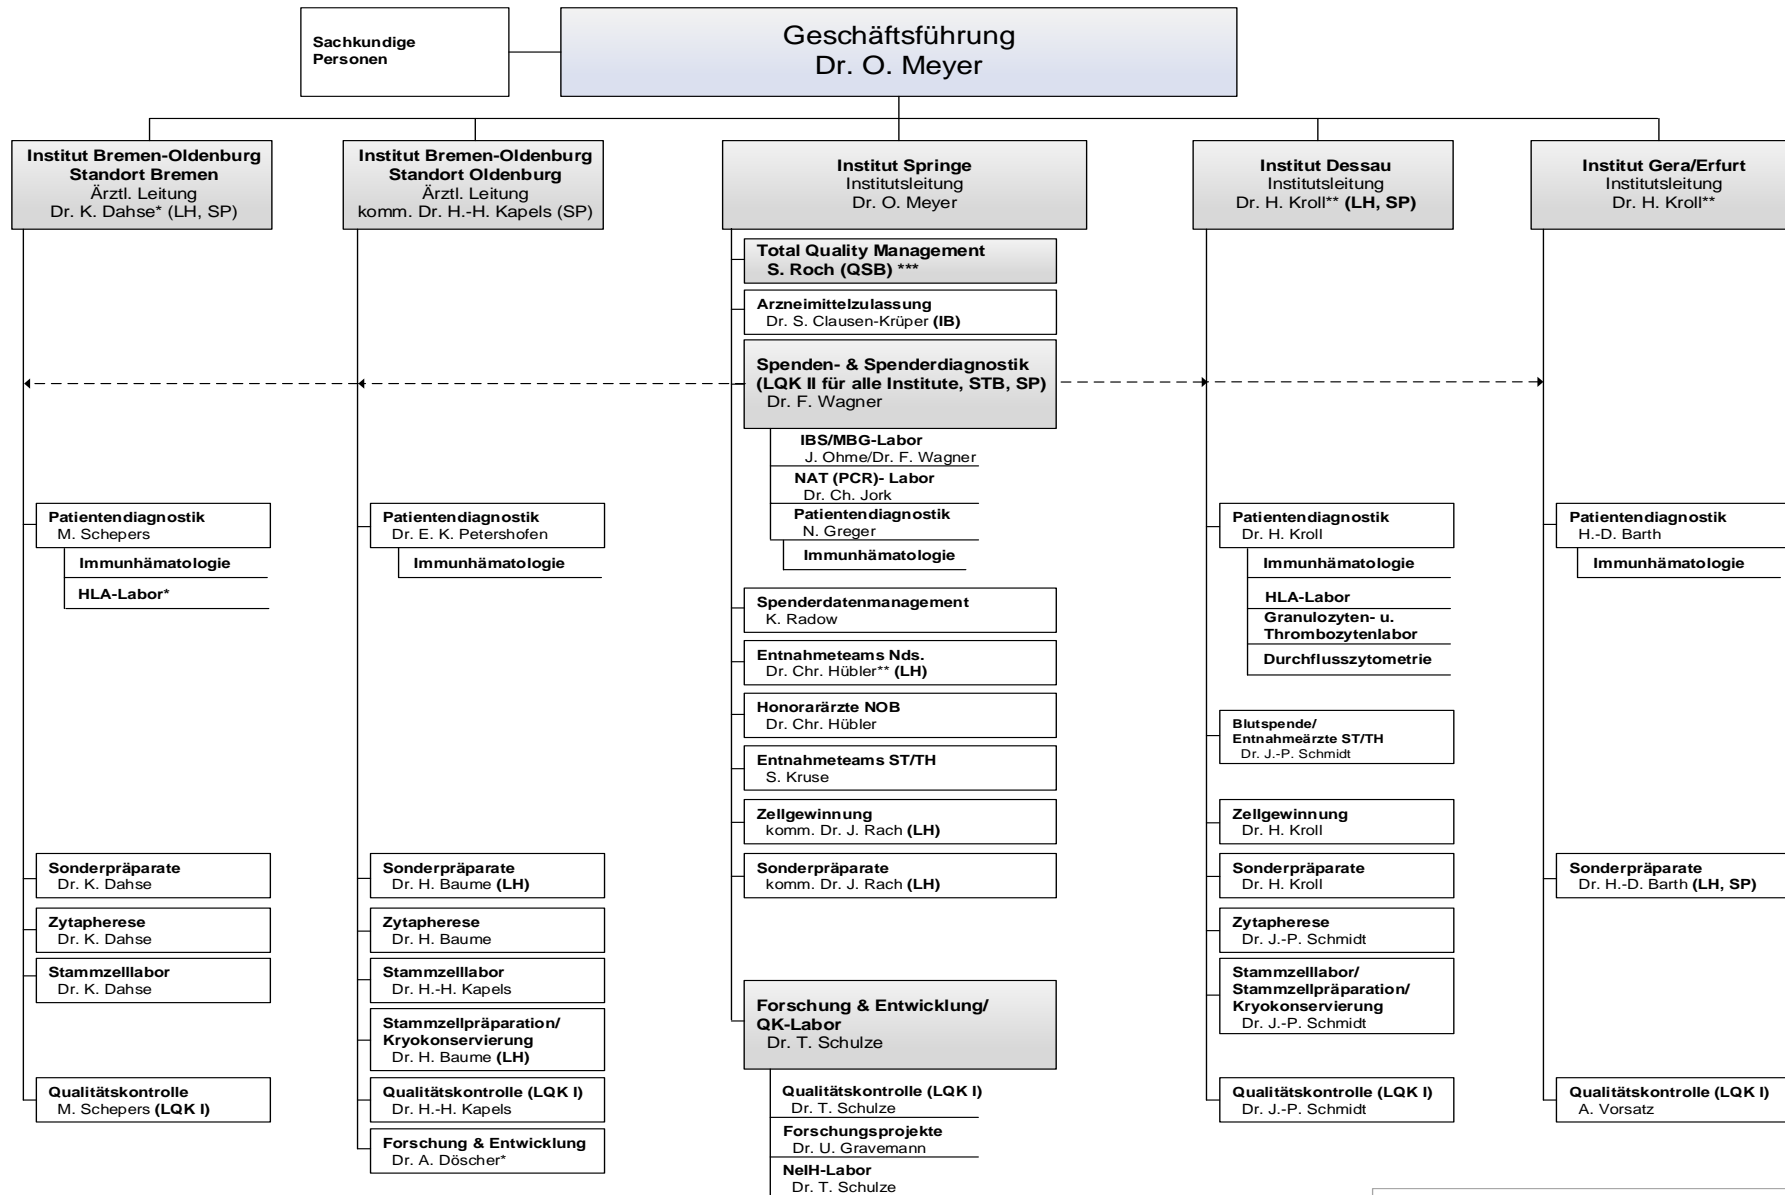 Sachkundige
Personen
Geschäftsführung
Dr. O. Meyer
Institut Bremen-Oldenburg
Standort Bremen
Ärztl. Leitung
Dr. K. Dahse* (LH, SP)
Institut Bremen-Oldenburg
Standort Oldenburg
Ärztl. Leitung
komm. Dr. H.-H. Kapels (SP)
Institut Springe
Institutsleitung
Dr. O. Meyer
Institut Dessau
Institutsleitung
Dr. H. Kroll** (LH, SP)
Institut Gera/Erfurt
Institutsleitung
Dr. H. Kroll**
Patientendiagnostik
M. Schepers
Immunhämatologie
HLA-Labor*
Sonderpräparate
Dr. K. Dahse
Zytapherese
Dr. K. Dahse
Stammzelllabor
Dr. K. Dahse
Qualitätskontrolle
M. Schepers (LQK I)
Patientendiagnostik
Dr. E. K. Petershofen
Immunhämatologie
Sonderpräparate
Dr. H. Baume (LH)
Zytapherese
Dr. H. Baume
Stammzelllabor
Dr. H.-H. Kapels
Stammzellpräparation/
Kryokonservierung
Dr. H. Baume (LH)
Qualitätskontrolle (LQK I)
Dr. H.-H. Kapels
Forschung & Entwicklung
Dr. A. Döscher*
Total Quality Management
S. Roch (QSB) ***
Arzneimittelzulassung
Dr. S. Clausen-Krüper (IB)
Spenden- & Spenderdiagnostik
(LQK II für alle Institute, STB, SP)
Dr. F. Wagner
IBS/MBG-Labor
J. Ohme/Dr. F. Wagner
NAT (PCR)- Labor
Dr. Ch. Jork
Patientendiagnostik
N. Greger
Immunhämatologie
Spenderdatenmanagement
K. Radow
Entnahmeteams Nds.
Dr. Chr. Hübler** (LH)
Honorarärzte NOB
Dr. Chr. Hübler
Entnahmeteams ST/TH
S. Kruse
Zellgewinnung
komm. Dr. J. Rach (LH)
Sonderpräparate
komm. Dr. J. Rach (LH)
Forschung & Entwicklung/
QK-Labor
Dr. T. Schulze
Qualitätskontrolle (LQK I)
Dr. T. Schulze
Forschungsprojekte
Dr. U. Gravemann
NeIH-Labor
Dr. T. Schulze
Patientendiagnostik
Dr. H. Kroll
Immunhämatologie
HLA-Labor
Granulozyten- u.
Thrombozytenlabor
Durchflusszytometrie
Blutspende/
Entnahmeärzte ST/TH
Dr. J.-P. Schmidt
Zellgewinnung
Dr. H. Kroll
Sonderpräparate
Dr. H. Kroll
Zytapherese
Dr. J.-P. Schmidt
Stammzelllabor/
Stammzellpräparation/
Kryokonservierung
Dr. J.-P. Schmidt
Qualitätskontrolle (LQK I)
Dr. J.-P. Schmidt
Patientendiagnostik
H.-D. Barth
Immunhämatologie
Sonderpräparate
Dr. H.-D. Barth (LH, SP)
Qualitätskontrolle (LQK I)
A. Vorsatz